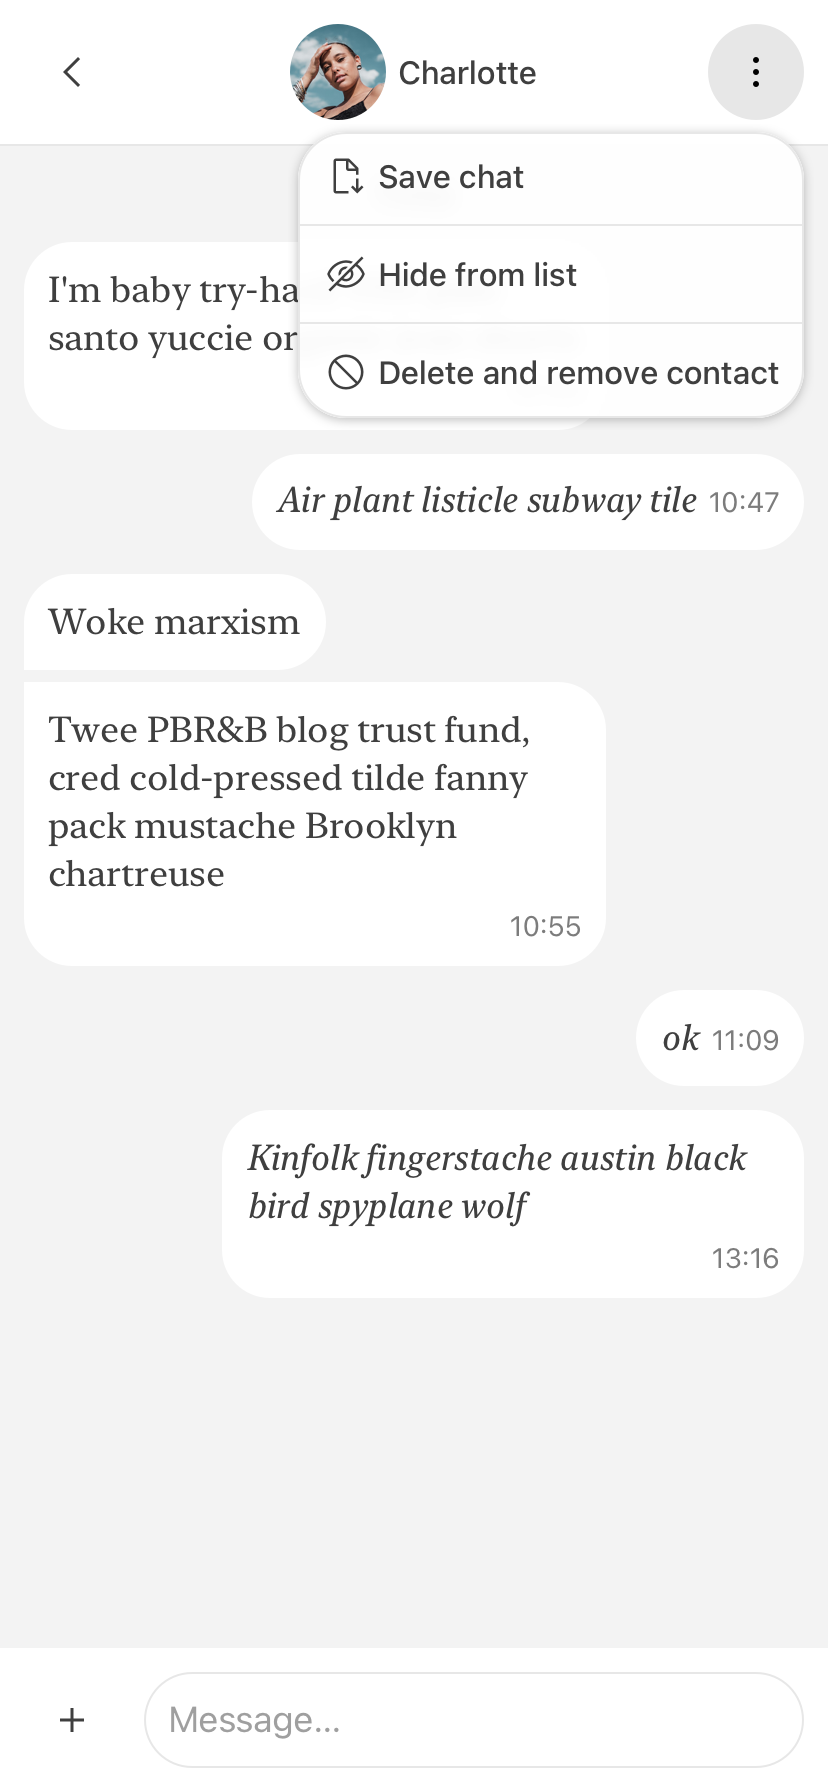 Charlotte
Save chat
Hide from list
Delete and remove contact
I'm baby try-ha
santo yuccie or
Air plant listicle subway tile 10:47
Woke marxism
Twee PBR&B blog trust fund,
cred cold-pressed tilde fanny
pack mustache Brooklyn
chartreuse
10:55
ok 11:09
Kinfolk fingerstache austin black
bird spyplane wolf
13:16
Message...